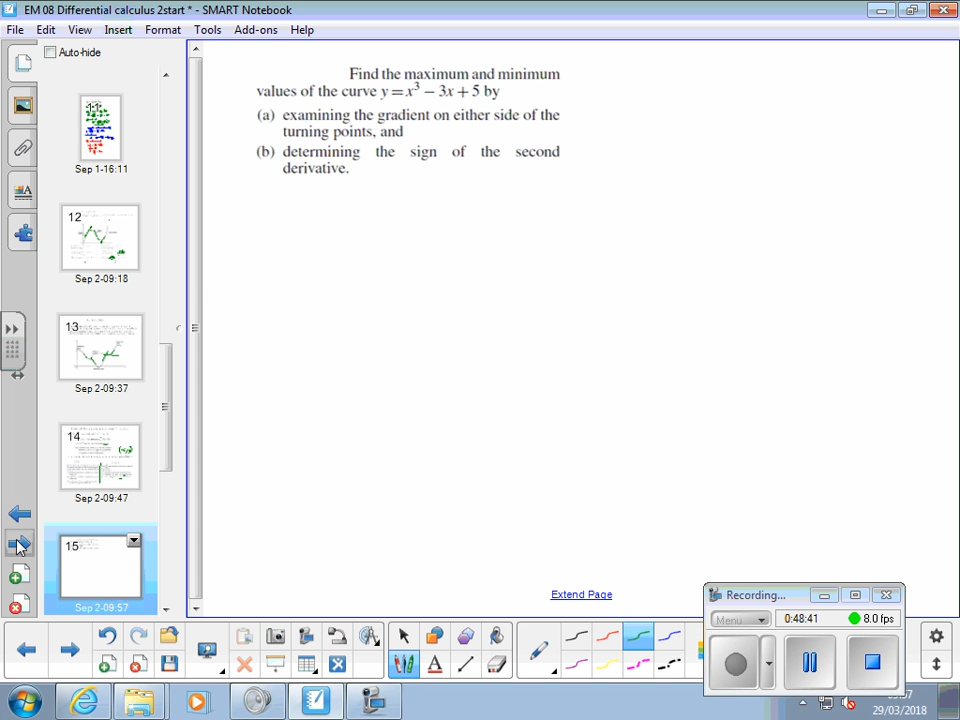 EM 08 Differential calculus 2start * - SMART Notebook
File Edit View Insert Format Tools Add-ons Help
Auto-hide
Sep 1-16:11
12
Sep 2-09:18
13
Sep 2-09:37
14
Sep 2-09:47
15
Sep 2-09:57
Find the maximum and minimum
values of the curve y = x³ − 3x + 5 by
(a) examining the gradient on either side of the
turning points, and
(b) determining the sign of the second
derivative.
Extend Page
Recording...
Menu
0:48:41
8.0 fps
A
29/03/2018